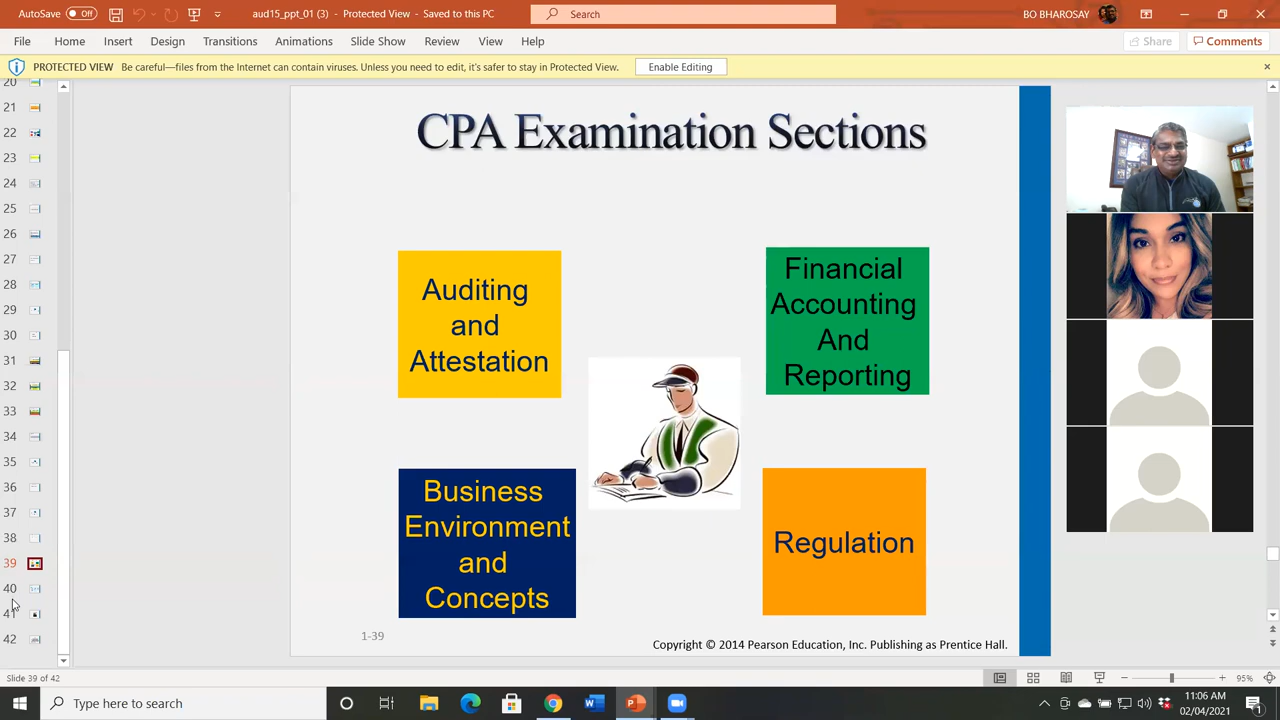 AutoSave Off aud15_ppt_01 (3) - Protected View • Saved to this PC Search BO BHAROSAY
File Home Insert Design Transitions Animations Slide Show Review View Help Share Comments
PROTECTED VIEW Be careful—files from the Internet can contain viruses. Unless you need to edit, it's safer to stay in Protected View. Enable Editing
20
21
22
23
24
25
26
27
28
29
30
31
32
33
34
35
36
37
38
39
40
41
42
CPA Examination Sections
Auditing
and
Attestation
Financial
Accounting
And
Reporting
Business
Environment
and
Concepts
Regulation
1-39
Copyright © 2014 Pearson Education, Inc. Publishing as Prentice Hall.
Slide 39 of 42 95%
Type here to search
11:06 AM
02/04/2021
1